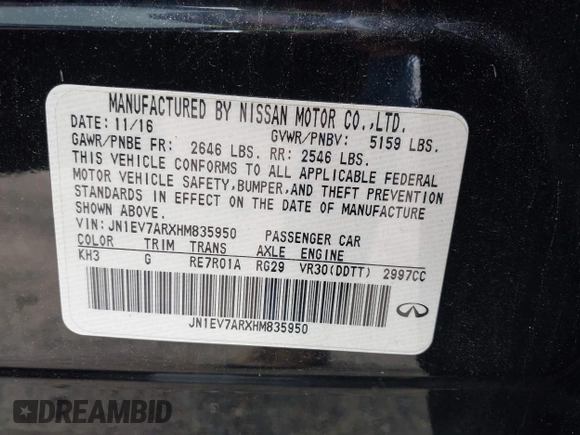 MANUFACTURED BY NISSAN MOTOR CO.,LTD.
DATE: 11/16 GVWR/PNBV: 5159 LBS.
GAWR/PNBE FR: 2646 LBS. RR: 2546 LBS.
THIS VEHICLE CONFORMS TO ALL APPLICABLE FEDERAL
MOTOR VEHICLE SAFETY,BUMPER,AND THEFT PREVENTION
STANDARDS IN EFFECT ON THE DATE OF MANUFACTURE
SHOWN ABOVE.
VIN:JN1EV7ARXHM835950 PASSENGER CAR
COLOR TRIM TRANS AXLE ENGINE
KH3 G RE7R01A RG29 VR30(DDTT) 2997CC
JN1EV7ARXHM835950
DREAMBID